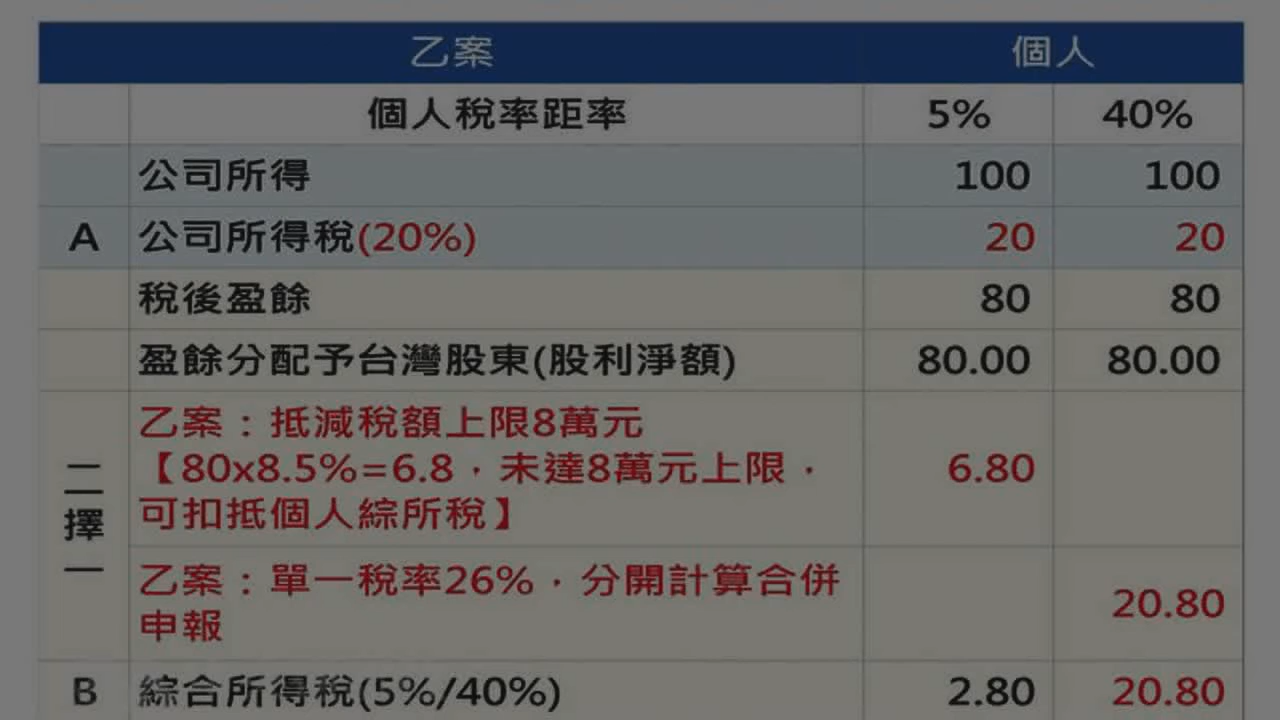 乙案 個人
個人稅率距率 5% 40%
公司所得 100 100
A 公司所得稅(20%) 20 20
稅後盈餘 80 80
盈餘分配予台灣股東(股利淨額) 80.00 80.00
二擇一
乙案：抵減稅額上限8萬元
【80x8.5%=6.8，未達8萬元上限， 6.80
可扣抵個人綜所稅】
乙案：單一稅率26%，分開計算合併
申報 20.80
B 綜合所得稅(5%/40%) 2.80 20.80